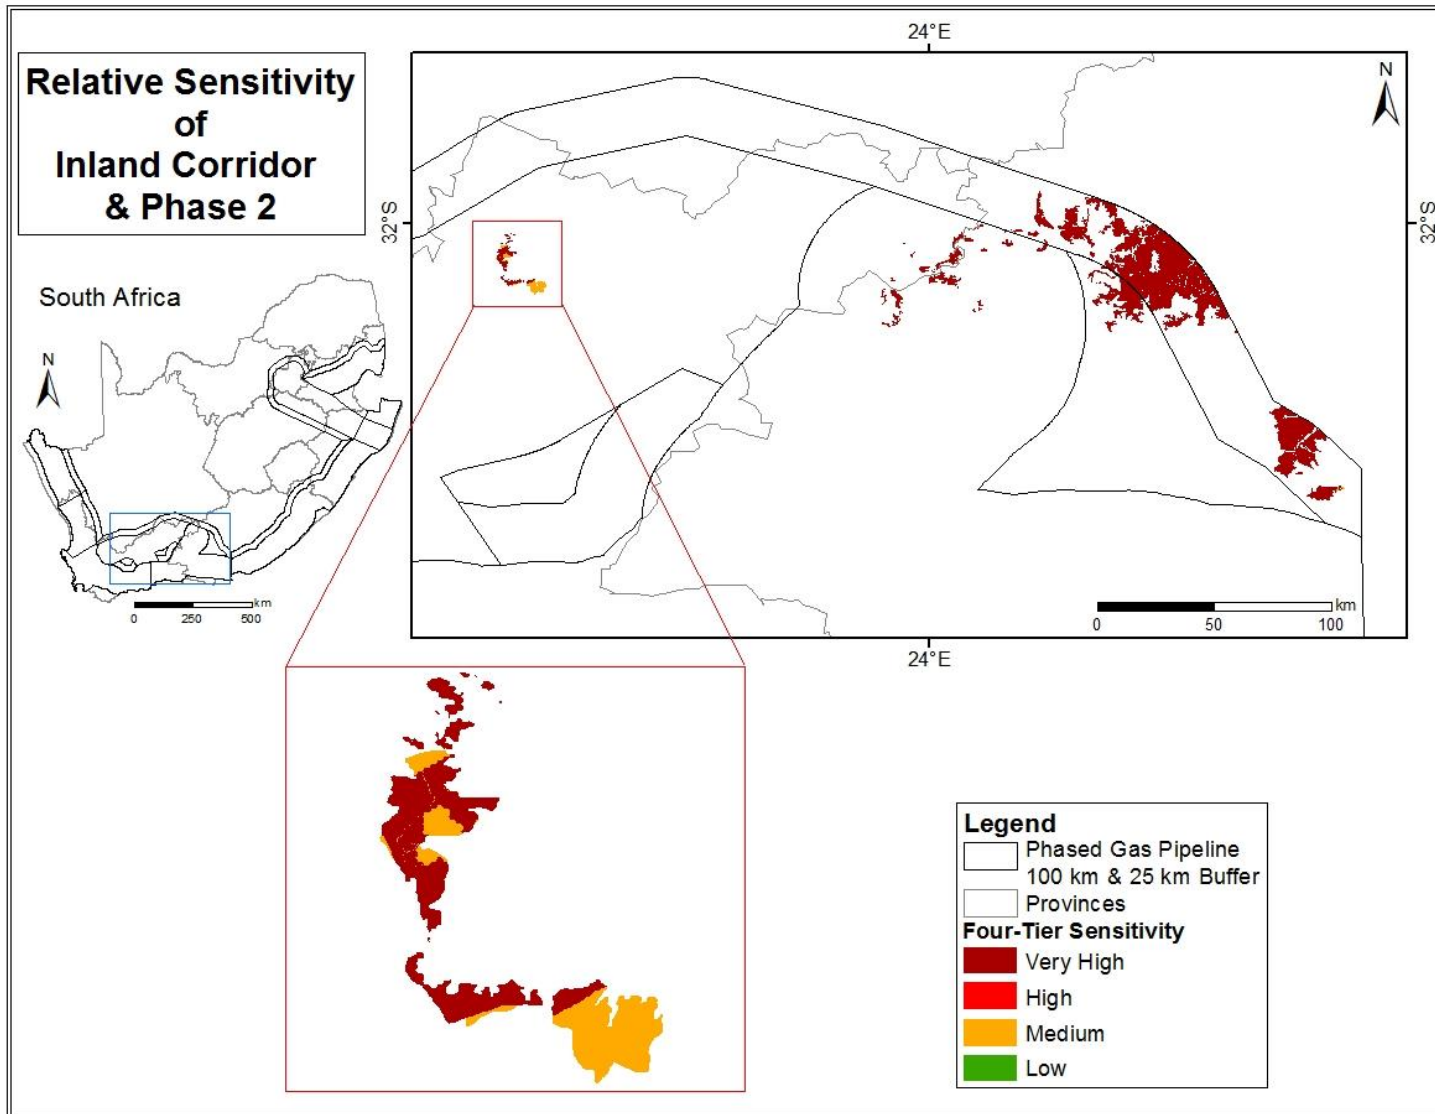 Relative Sensitivity
of
Inland Corridor
& Phase 2
24°E
N
32°S
32°S
South Africa
N
km
0 250 500
km
0 50 100
24°E
Legend
Phased Gas Pipeline
100 km & 25 km Buffer
Provinces
Four-Tier Sensitivity
Very High
High
Medium
Low